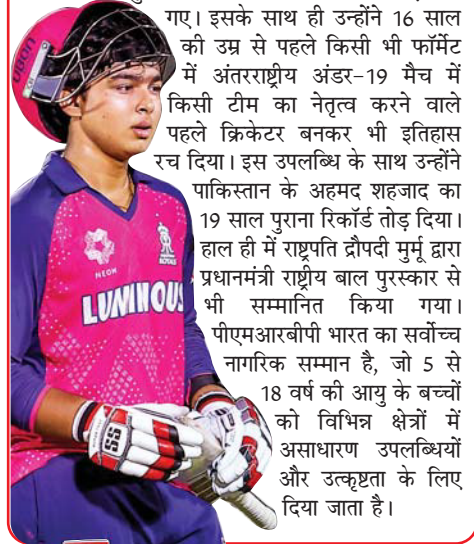 गए। इसके साथ ही उन्होंने 16 साल
की उम्र से पहले किसी भी फॉर्मेट
में अंतरराष्ट्रीय अंडर-19 मैच में
किसी टीम का नेतृत्व करने वाले
पहले क्रिकेटर बनकर भी इतिहास
रच दिया। इस उपलब्धि के साथ उन्होंने
पाकिस्तान के अहमद शहजाद का
19 साल पुराना रिकॉर्ड तोड़ दिया।
हाल ही में राष्ट्रपति द्रौपदी मुर्मू द्वारा
प्रधानमंत्री राष्ट्रीय बाल पुरस्कार से
भी सम्मानित किया गया।
पीएमआरबीपी भारत का सर्वोच्च
नागरिक सम्मान है, जो 5 से
18 वर्ष की आयु के बच्चों
को विभिन्न क्षेत्रों में
असाधारण उपलब्धियों
और उत्कृष्टता के लिए
दिया जाता है।
NEON
ROYALS
LUMINOUS
SS